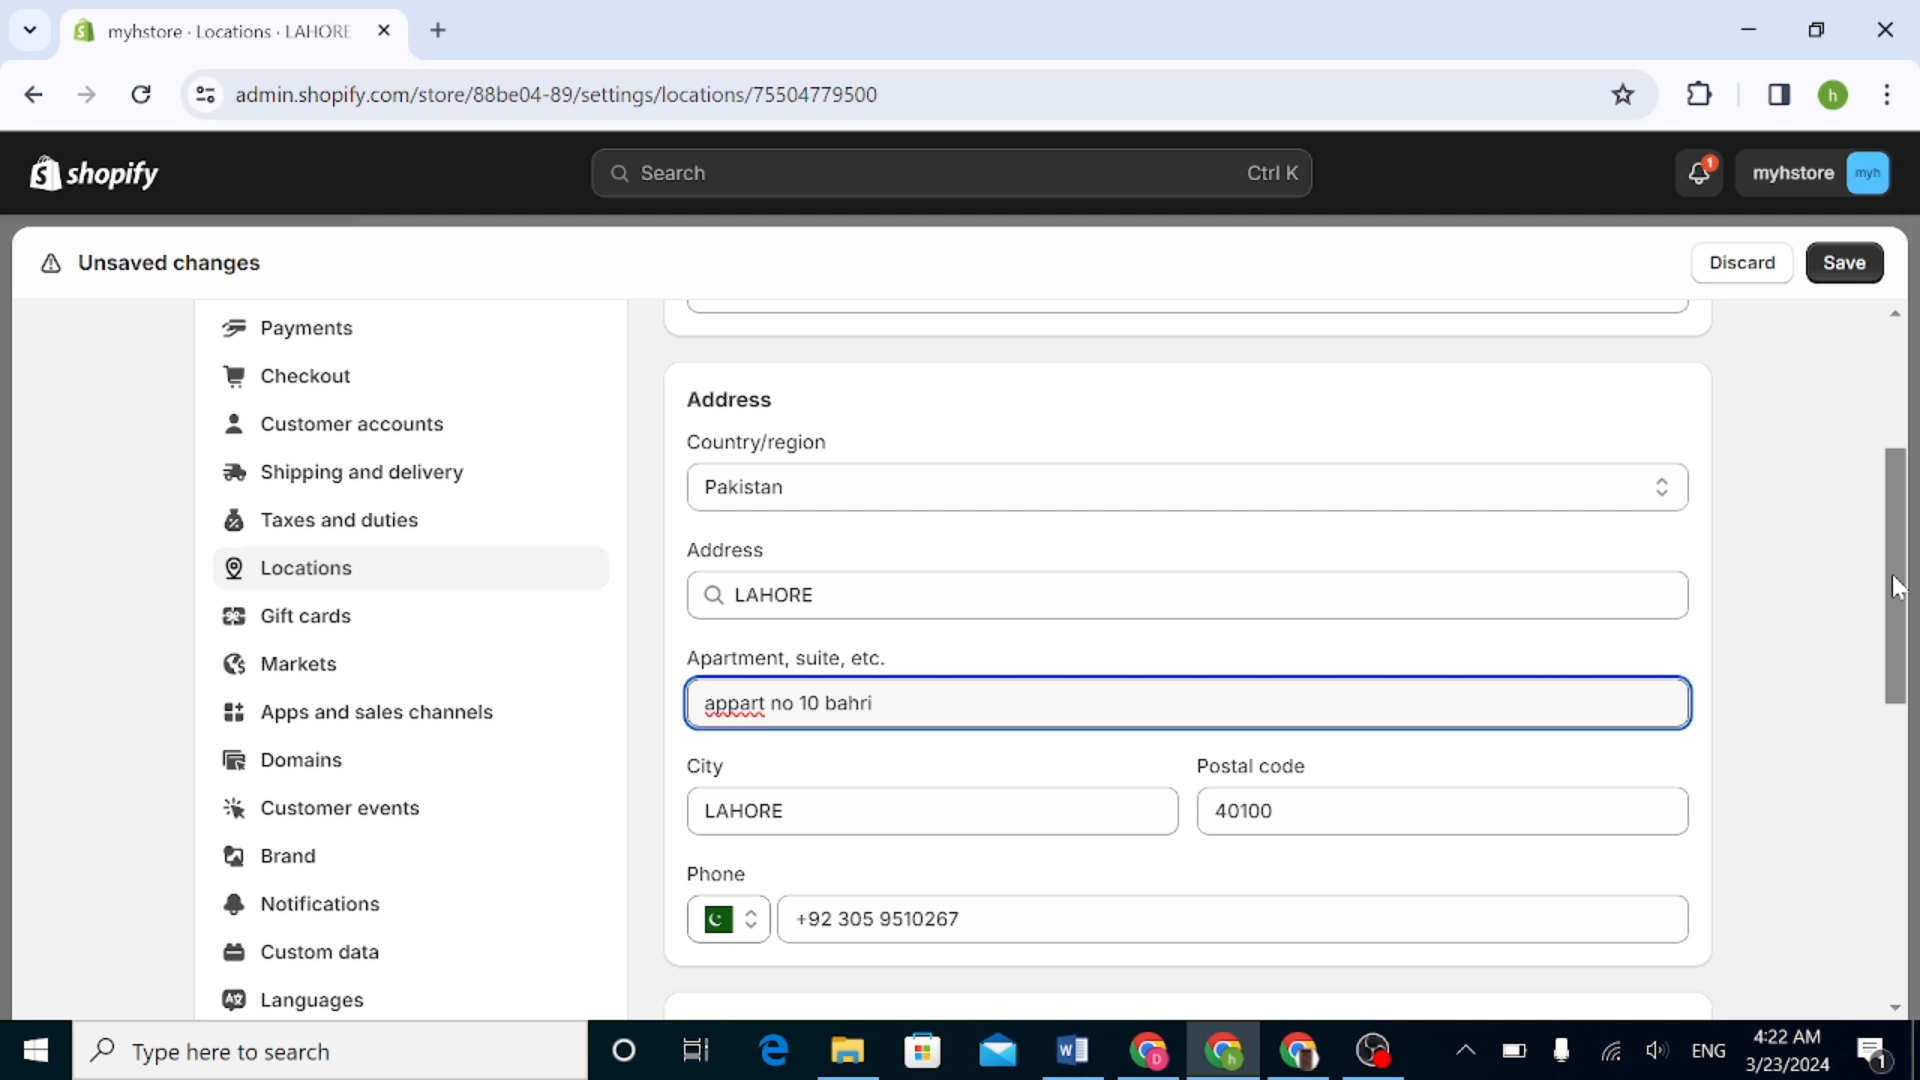 myhstore · Locations · LAHORE
admin.shopify.com/store/88be04-89/settings/locations/75504779500
h
shopify
Search
Ctrl K
1
myhstore
myh
Unsaved changes
Discard
Save
Payments
Checkout
Customer accounts
Shipping and delivery
Taxes and duties
Locations
Gift cards
Markets
Apps and sales channels
Domains
Customer events
Brand
Notifications
Custom data
Languages
Address
Country/region
Pakistan
Address
LAHORE
Apartment, suite, etc.
appart no 10 bahri
City
Postal code
LAHORE
40100
Phone
+92 305 9510267
Type here to search
D
h
ENG
4:22 AM
3/23/2024
1